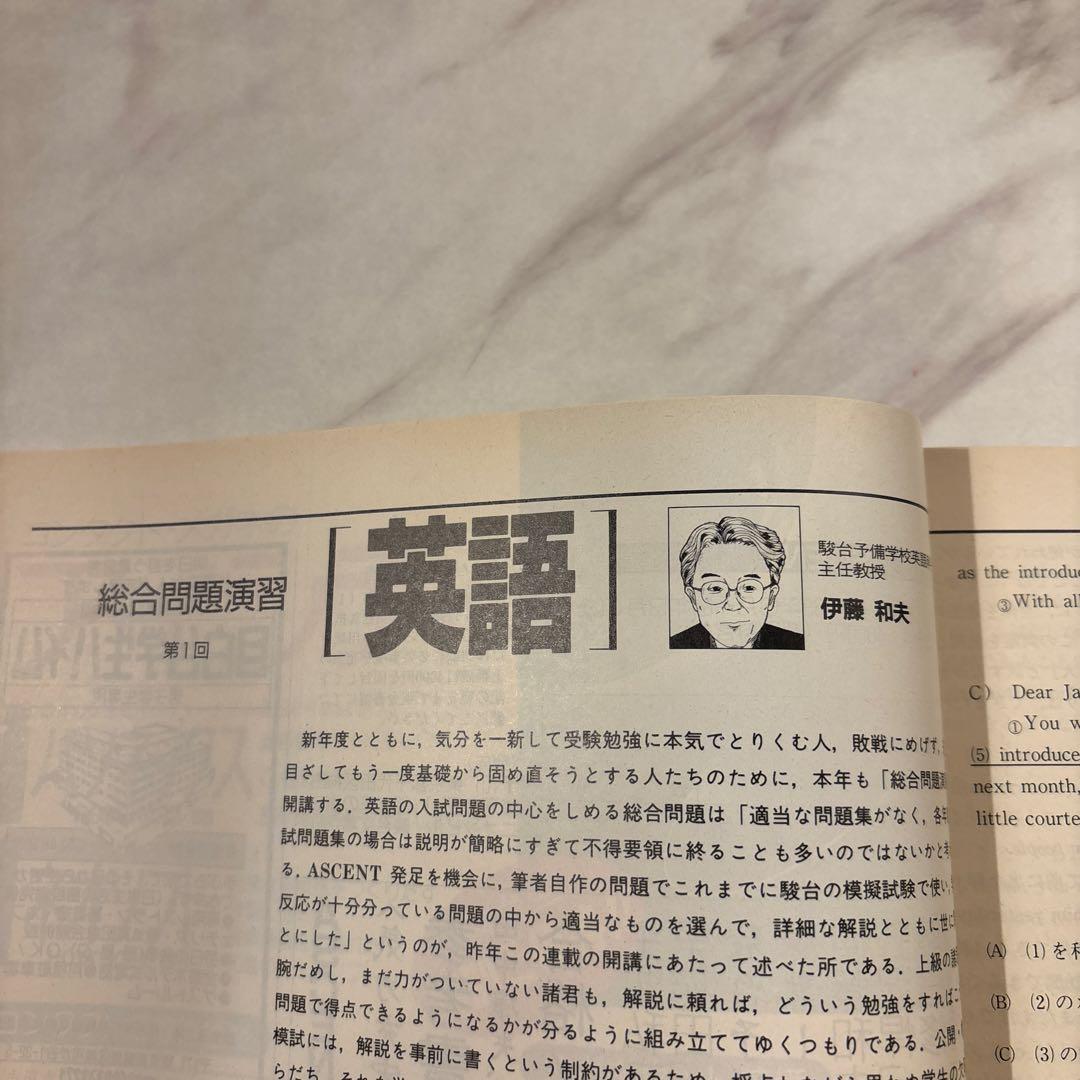 総合問題演習
第1回
[英語]
駿台予備学校英語
主任教授
伊藤 和夫
新年度とともに，気分を一新して受験勉強に本気でとりくむ人，敗戦にめげず，
目ざしてもう一度基礎から固め直そうとする人たちのために，本年も「総合問題演
開講する．英語の入試問題の中心をしめる総合問題は「適当な問題集がなく，各年
試問題集の場合は説明が簡略にすぎて不得要領に終ることも多いのではないかと考
る．ASCENT 発足を機会に，筆者自作の問題でこれまでに駿台の模擬試験で使い，
反応が十分分っている問題の中から適当なものを選んで，詳細な解説とともに世に
とにした」というのが，昨年この連載の開講にあたって述べた所である．上級の諸
腕だめし，まだ力がついていない諸君も，解説に頼れば，どういう勉強をすればこ
問題で得点できるようになるかが分るように組み立ててゆくつもりである．公開
模試には，解説を事前に書くという制約があるため，採点しながら思わぬ学生の
as the introduc
③With al
C) Dear Ja
①You w
(5) introduce
next month,
little courte
(A) (1)を
(B) (2)の
(C) (3)の